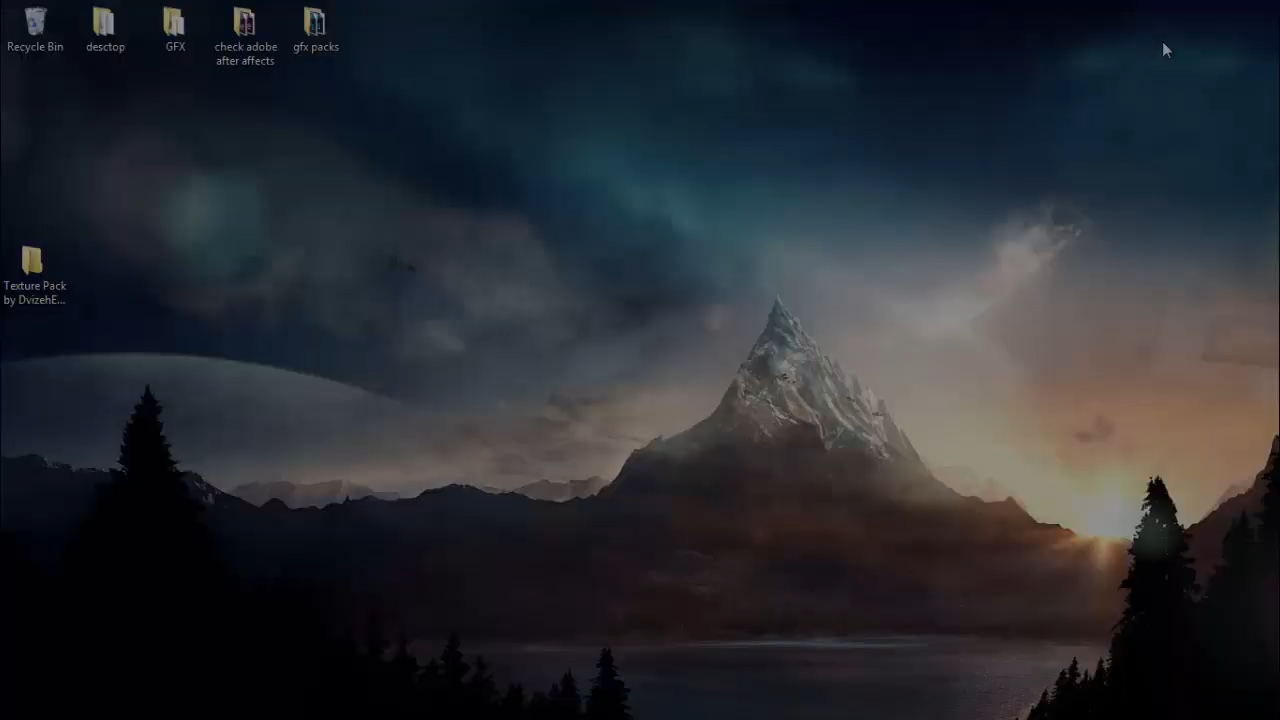 Recycle Bin
desctop
GFX
check adobe
after affects
gfx packs
Texture Pack
by DvizehE...